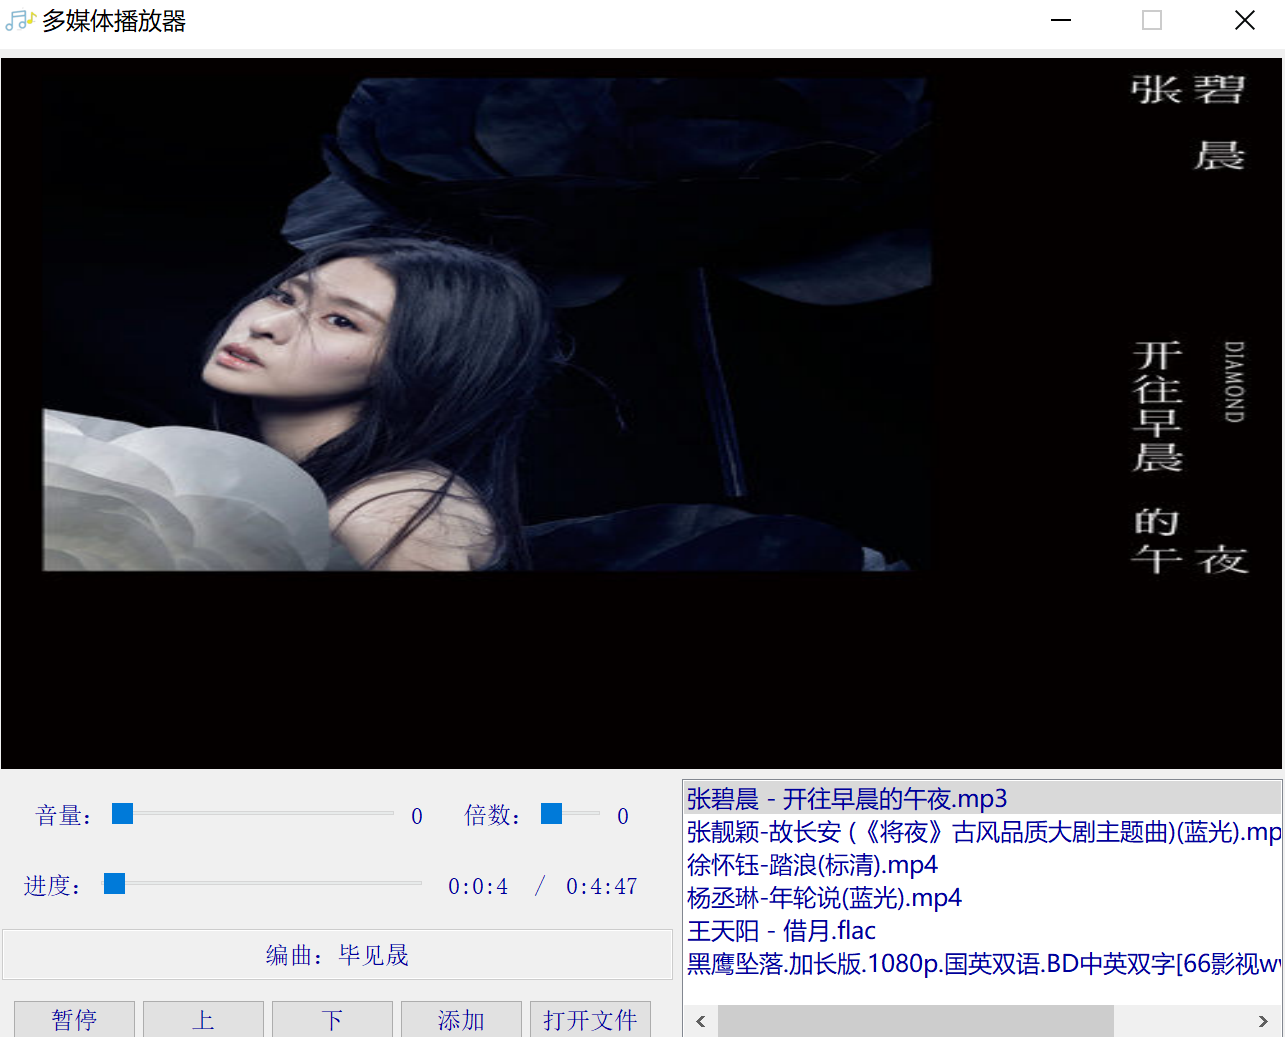 多媒体播放器
张碧
晨
开往早晨
的
午夜
DIAMOND
音量： 0 倍数： 0
进度： 0:0:4 / 0:4:47
编曲：毕见晟
暂停 上 下 添加 打开文件
张碧晨 - 开往早晨的午夜.mp3
张靓颖-故长安 (《将夜》古风品质大剧主题曲)(蓝光).mp
徐怀钰-踏浪(标清).mp4
杨丞琳-年轮说(蓝光).mp4
王天阳 - 借月.flac
黑鹰坠落.加长版.1080p.国英双语.BD中英双字[66影视w